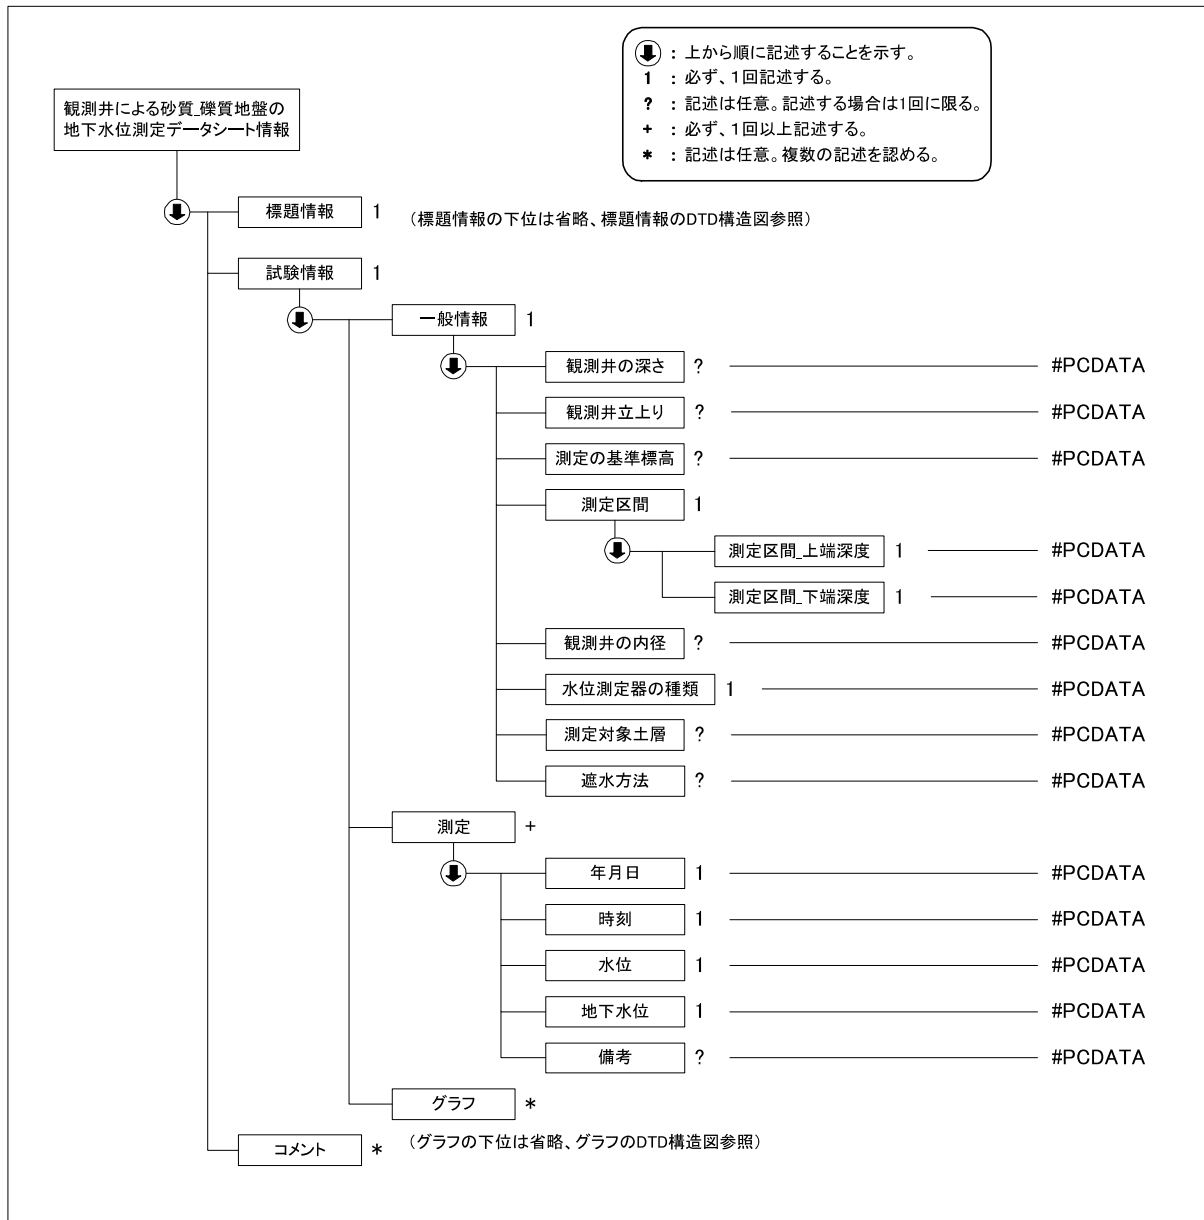 : 上から順に記述することを示す。
1 : 必ず、1回記述する。
? : 記述は任意。記述する場合は1回に限る。
+ : 必ず、1回以上記述する。
* : 記述は任意。複数の記述を認める。
観測井による砂質_礫質地盤の
地下水位測定データシート情報
標題情報 1 (標題情報の下位は省略、標題情報のDTD構造図参照)
試験情報 1
一般情報 1
観測井の深さ ? #PCDATA
観測井立上り ? #PCDATA
測定の基準標高 ? #PCDATA
測定区間 1
測定区間_上端深度 1 #PCDATA
測定区間_下端深度 1 #PCDATA
観測井の内径 ? #PCDATA
水位測定器の種類 1 #PCDATA
測定対象土層 ? #PCDATA
遮水方法 ? #PCDATA
測定 +
年月日 1 #PCDATA
時刻 1 #PCDATA
水位 1 #PCDATA
地下水位 1 #PCDATA
備考 ? #PCDATA
グラフ *
コメント * (グラフの下位は省略、グラフのDTD構造図参照)